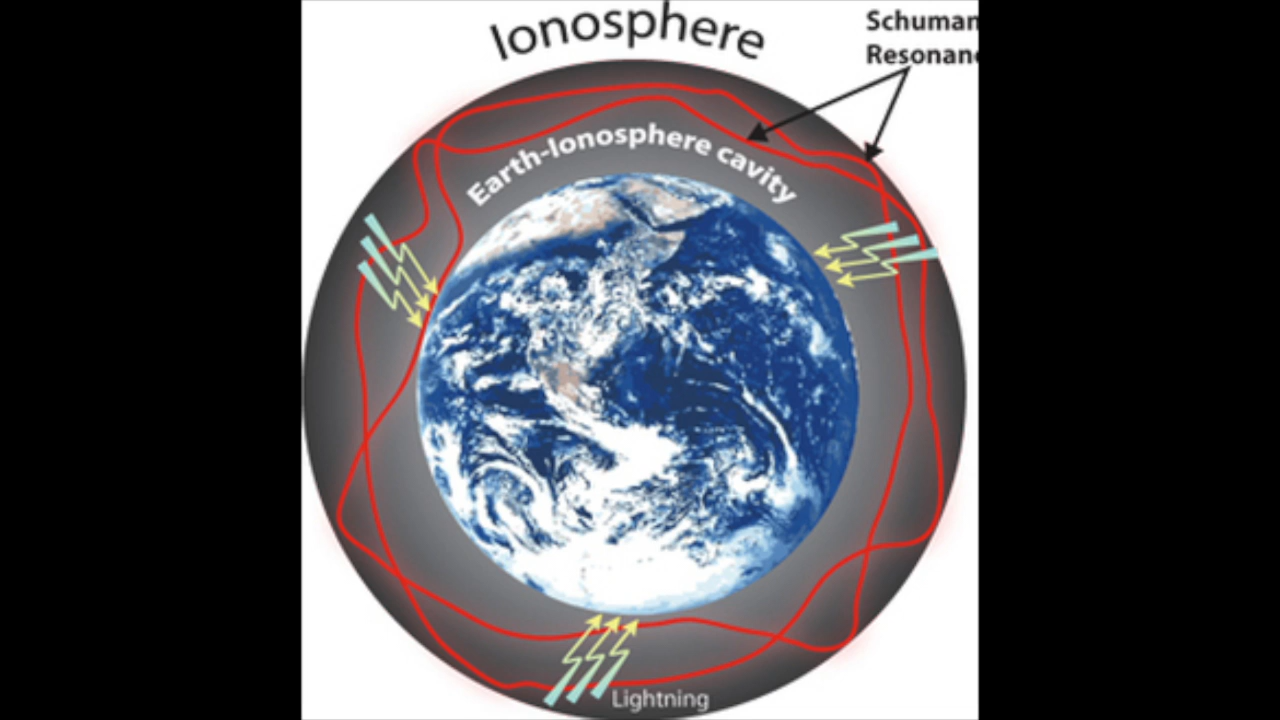 Ionosphere
Schuman
Resonanc
Earth-Ionosphere cavity
Lightning